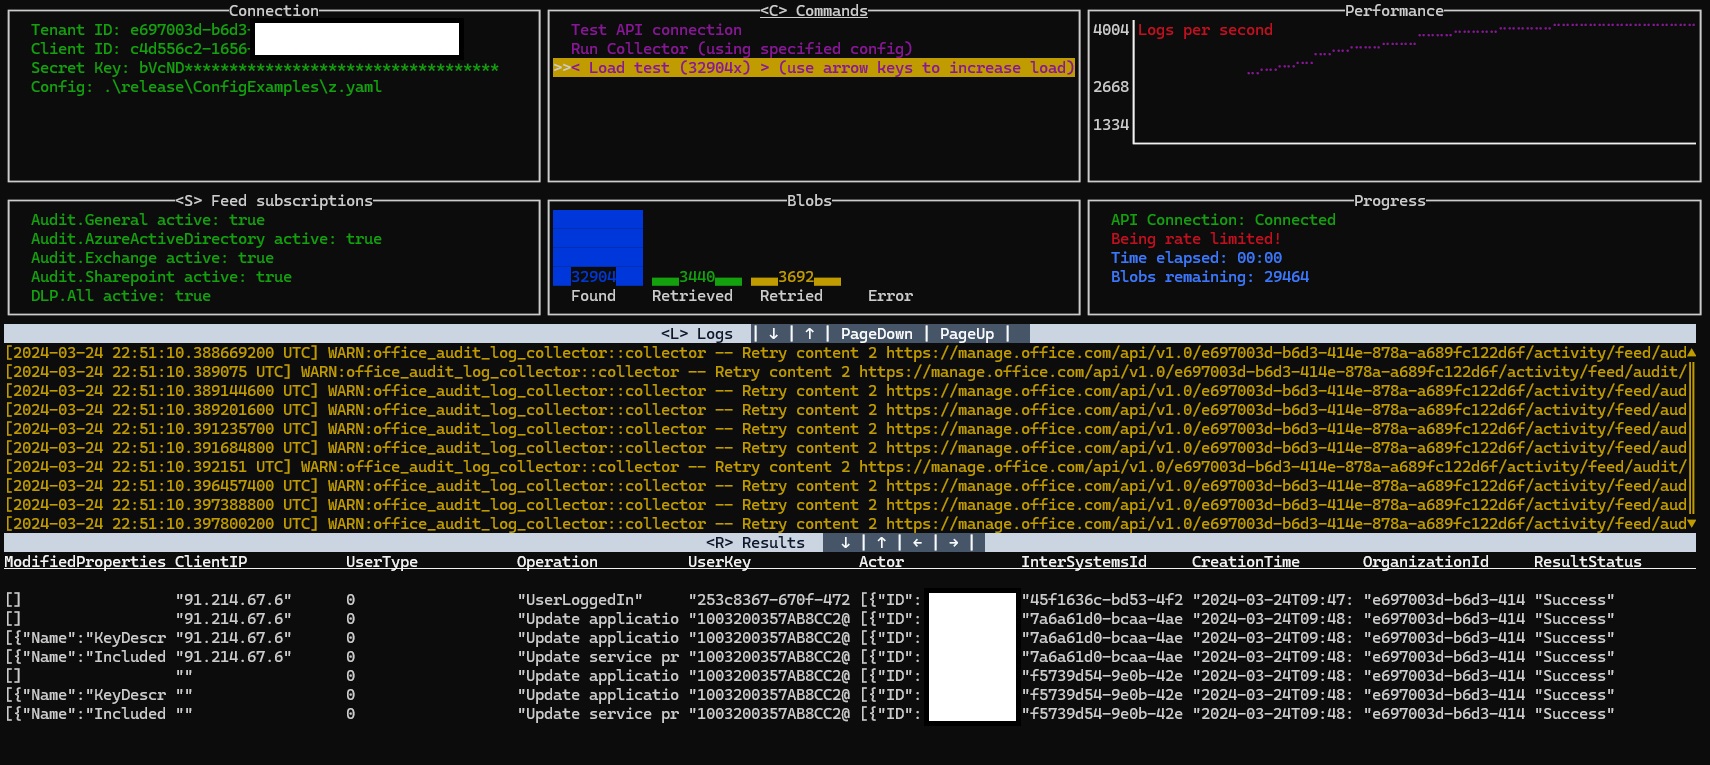 Connection
Tenant ID: e697003d-b6d3-
Client ID: c4d556c2-1656-
Secret Key: bVcND***********************************
Config: .\release\ConfigExamples\z.yaml
<C> Commands
Test API connection
Run Collector (using specified config)
>>< Load test (32904x) > (use arrow keys to increase load)
Performance
4004
Logs per second
2668
1334
<S> Feed subscriptions
Audit.General active: true
Audit.AzureActiveDirectory active: true
Audit.Exchange active: true
Audit.Sharepoint active: true
DLP.All active: true
Blobs
32904 3440 3692
Found Retrieved Retried Error
Progress
API Connection: Connected
Being rate limited!
Time elapsed: 00:00
Blobs remaining: 29464
<L> Logs | ↓ | ↑ | PageDown | PageUp |
[2024-03-24 22:51:10.388669200 UTC] WARN:office_audit_log_collector::collector -- Retry content 2 https://manage.office.com/api/v1.0/e697003d-b6d3-414e-878a-a689fc122d6f/activity/feed/aud▲
[2024-03-24 22:51:10.389075 UTC] WARN:office_audit_log_collector::collector -- Retry content 2 https://manage.office.com/api/v1.0/e697003d-b6d3-414e-878a-a689fc122d6f/activity/feed/audit/
[2024-03-24 22:51:10.389144600 UTC] WARN:office_audit_log_collector::collector -- Retry content 2 https://manage.office.com/api/v1.0/e697003d-b6d3-414e-878a-a689fc122d6f/activity/feed/aud
[2024-03-24 22:51:10.389201600 UTC] WARN:office_audit_log_collector::collector -- Retry content 2 https://manage.office.com/api/v1.0/e697003d-b6d3-414e-878a-a689fc122d6f/activity/feed/aud
[2024-03-24 22:51:10.391235700 UTC] WARN:office_audit_log_collector::collector -- Retry content 2 https://manage.office.com/api/v1.0/e697003d-b6d3-414e-878a-a689fc122d6f/activity/feed/aud
[2024-03-24 22:51:10.391684800 UTC] WARN:office_audit_log_collector::collector -- Retry content 2 https://manage.office.com/api/v1.0/e697003d-b6d3-414e-878a-a689fc122d6f/activity/feed/aud
[2024-03-24 22:51:10.392151 UTC] WARN:office_audit_log_collector::collector -- Retry content 2 https://manage.office.com/api/v1.0/e697003d-b6d3-414e-878a-a689fc122d6f/activity/feed/audit/
[2024-03-24 22:51:10.396457400 UTC] WARN:office_audit_log_collector::collector -- Retry content 2 https://manage.office.com/api/v1.0/e697003d-b6d3-414e-878a-a689fc122d6f/activity/feed/aud
[2024-03-24 22:51:10.397388800 UTC] WARN:office_audit_log_collector::collector -- Retry content 2 https://manage.office.com/api/v1.0/e697003d-b6d3-414e-878a-a689fc122d6f/activity/feed/aud
[2024-03-24 22:51:10.397800200 UTC] WARN:office_audit_log_collector::collector -- Retry content 2 https://manage.office.com/api/v1.0/e697003d-b6d3-414e-878a-a689fc122d6f/activity/feed/aud▼
<R> Results ↓ | ↑ | ← | → |
ModifiedProperties ClientIP UserType Operation UserKey Actor InterSystemsId CreationTime OrganizationId ResultStatus
[] "91.214.67.6" 0 "UserLoggedIn" "253c8367-670f-472 [{"ID": "45f1636c-bd53-4f2 "2024-03-24T09:47: "e697003d-b6d3-414 "Success"
[] "91.214.67.6" 0 "Update applicatio "1003200357AB8CC2@ [{"ID": "7a6a61d0-bcaa-4ae "2024-03-24T09:48: "e697003d-b6d3-414 "Success"
[{"Name":"KeyDescr "91.214.67.6" 0 "Update applicatio "1003200357AB8CC2@ [{"ID": "7a6a61d0-bcaa-4ae "2024-03-24T09:48: "e697003d-b6d3-414 "Success"
[{"Name":"Included "91.214.67.6" 0 "Update service pr "1003200357AB8CC2@ [{"ID": "7a6a61d0-bcaa-4ae "2024-03-24T09:48: "e697003d-b6d3-414 "Success"
[] "" 0 "Update applicatio "1003200357AB8CC2@ [{"ID": "f5739d54-9e0b-42e "2024-03-24T09:48: "e697003d-b6d3-414 "Success"
[{"Name":"KeyDescr "" 0 "Update applicatio "1003200357AB8CC2@ [{"ID": "f5739d54-9e0b-42e "2024-03-24T09:48: "e697003d-b6d3-414 "Success"
[{"Name":"Included "" 0 "Update service pr "1003200357AB8CC2@ [{"ID": "f5739d54-9e0b-42e "2024-03-24T09:48: "e697003d-b6d3-414 "Success"